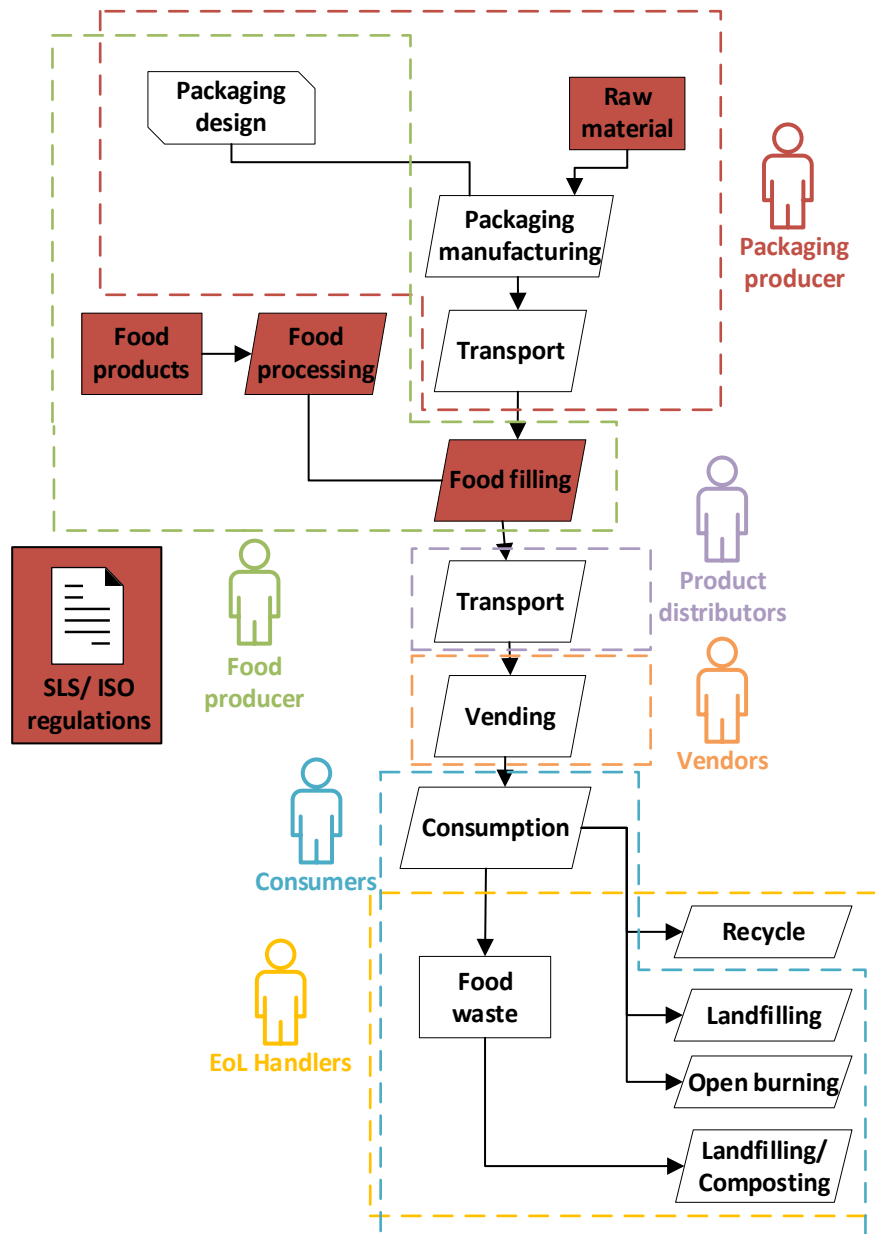 Packaging
design
Raw
material
Packaging
manufacturing
Packaging
producer
Food
products
Food
processing
Transport
Food filling
SLS/ ISO
regulations
Food
producer
Transport
Product
distributors
Vending
Vendors
Consumption
Consumers
Recycle
Food
waste
Landfilling
EoL Handlers
Open burning
Landfilling/
Composting